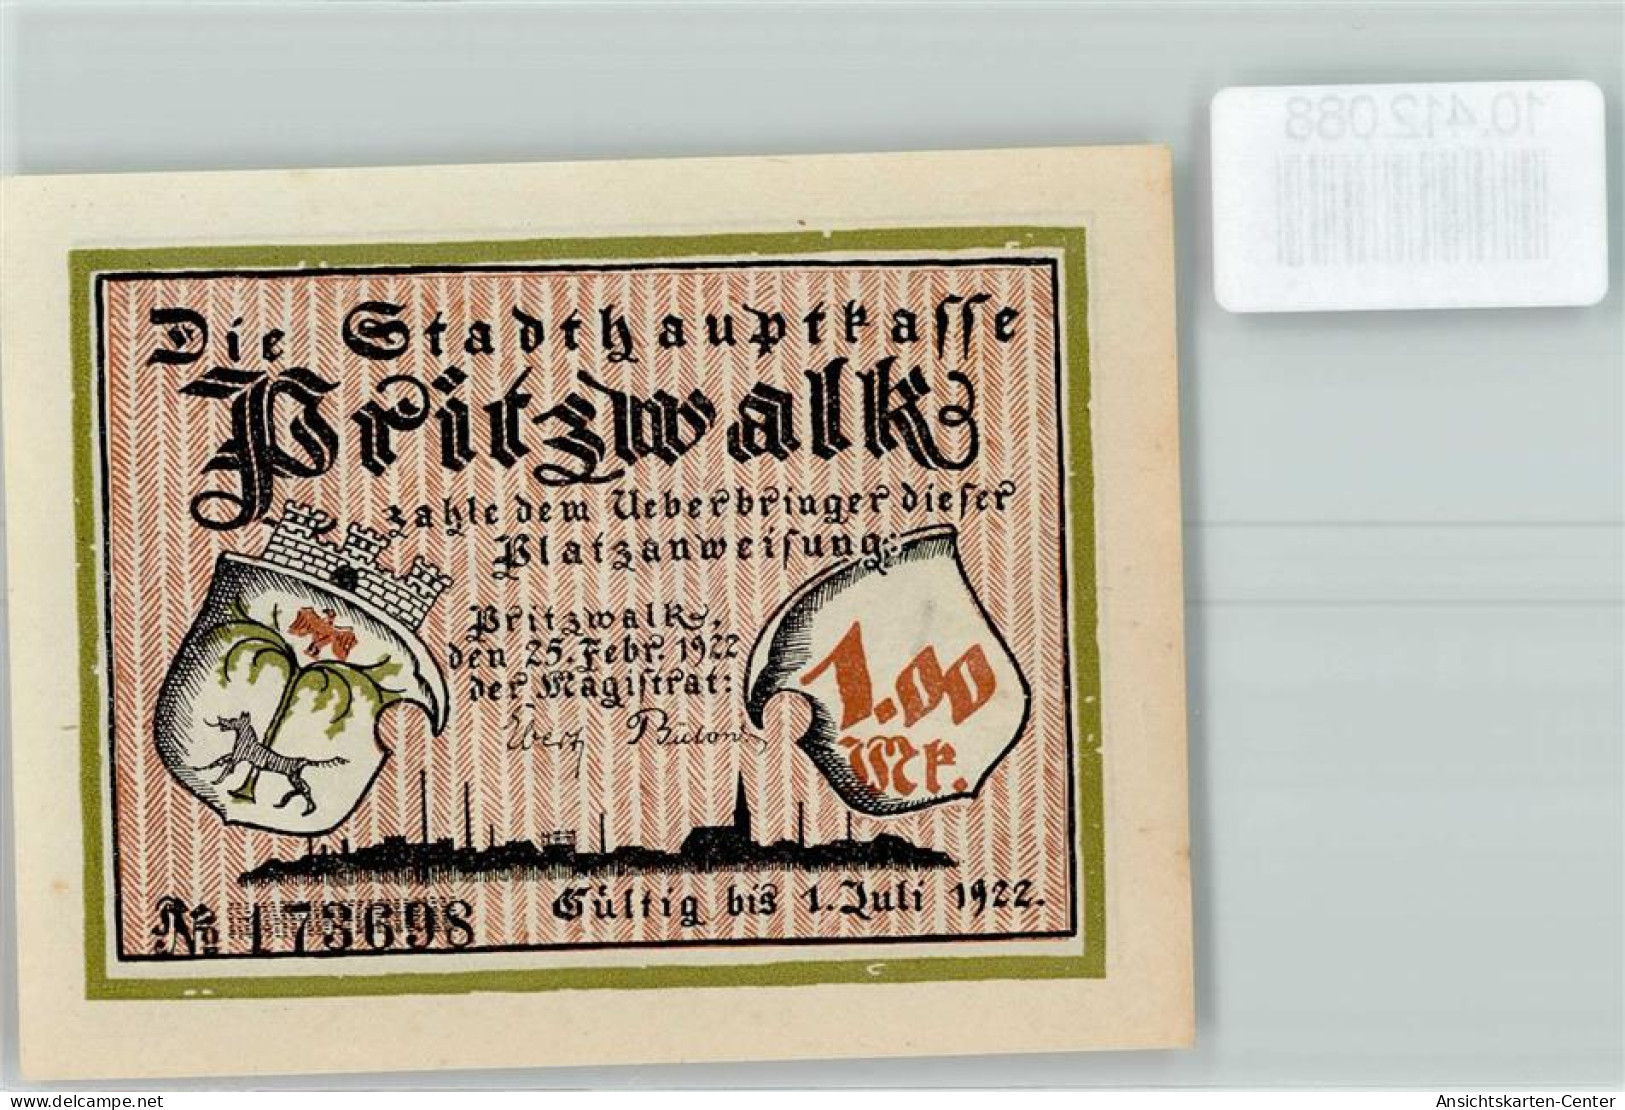 10.412.088
Die Stadthauptkasse
Pritzwalk
zahle dem Ueberbringer dieser
Platzanweisung:
Pritzwalk,
den 25. Febr. 1922
der Magistrat:
1.00
Mk.
Gültig bis 1. Juli 1922.
No 173698
delcampe.net
Ansichtskarten-Center